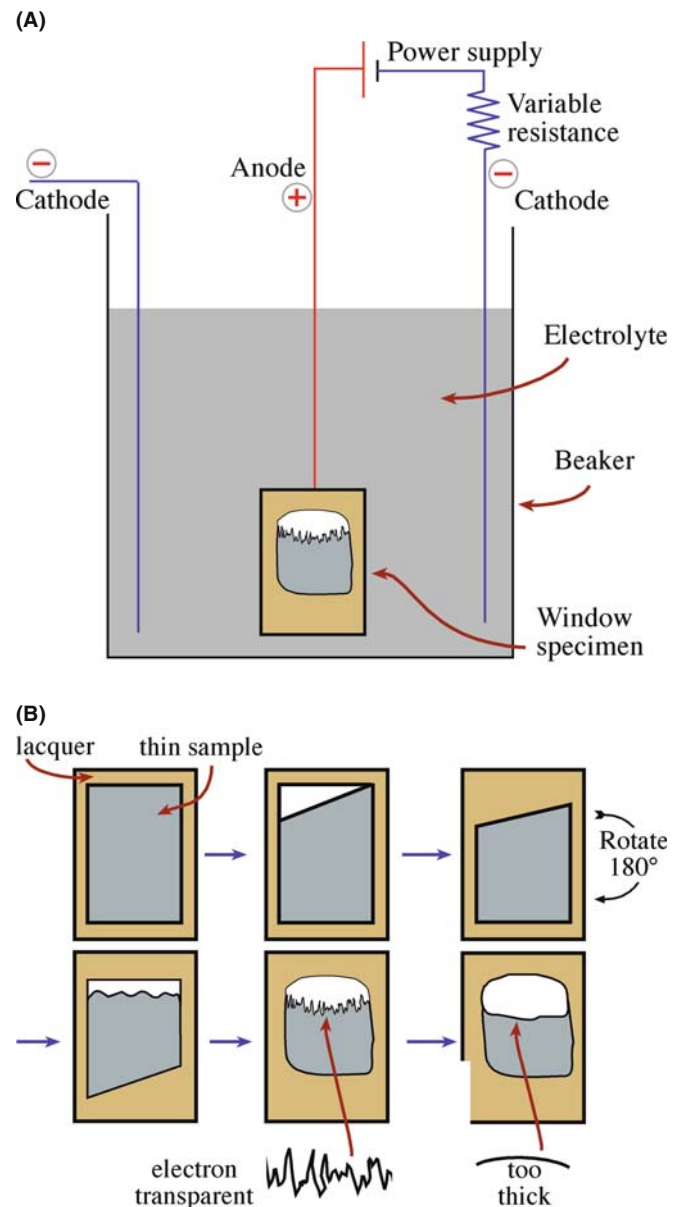 (A)
Power supply
Variable
resistance
−
Cathode
Anode
+
−
Cathode
Electrolyte
Beaker
Window
specimen
(B)
lacquer
thin sample
Rotate
180°
electron
transparent
too
thick